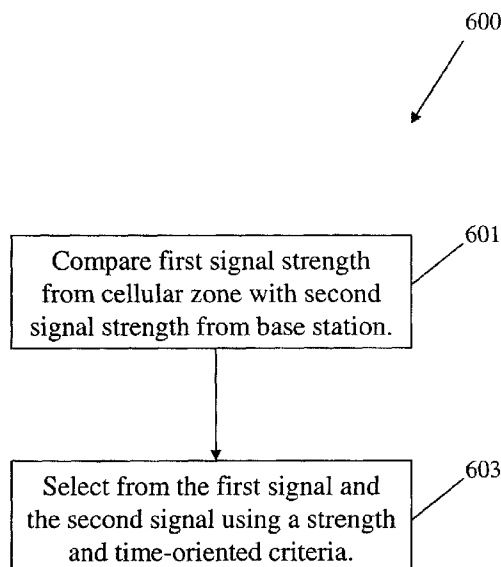 600
601
Compare first signal strength
from cellular zone with second
signal strength from base station.
603
Select from the first signal and
the second signal using a strength
and time-oriented criteria.